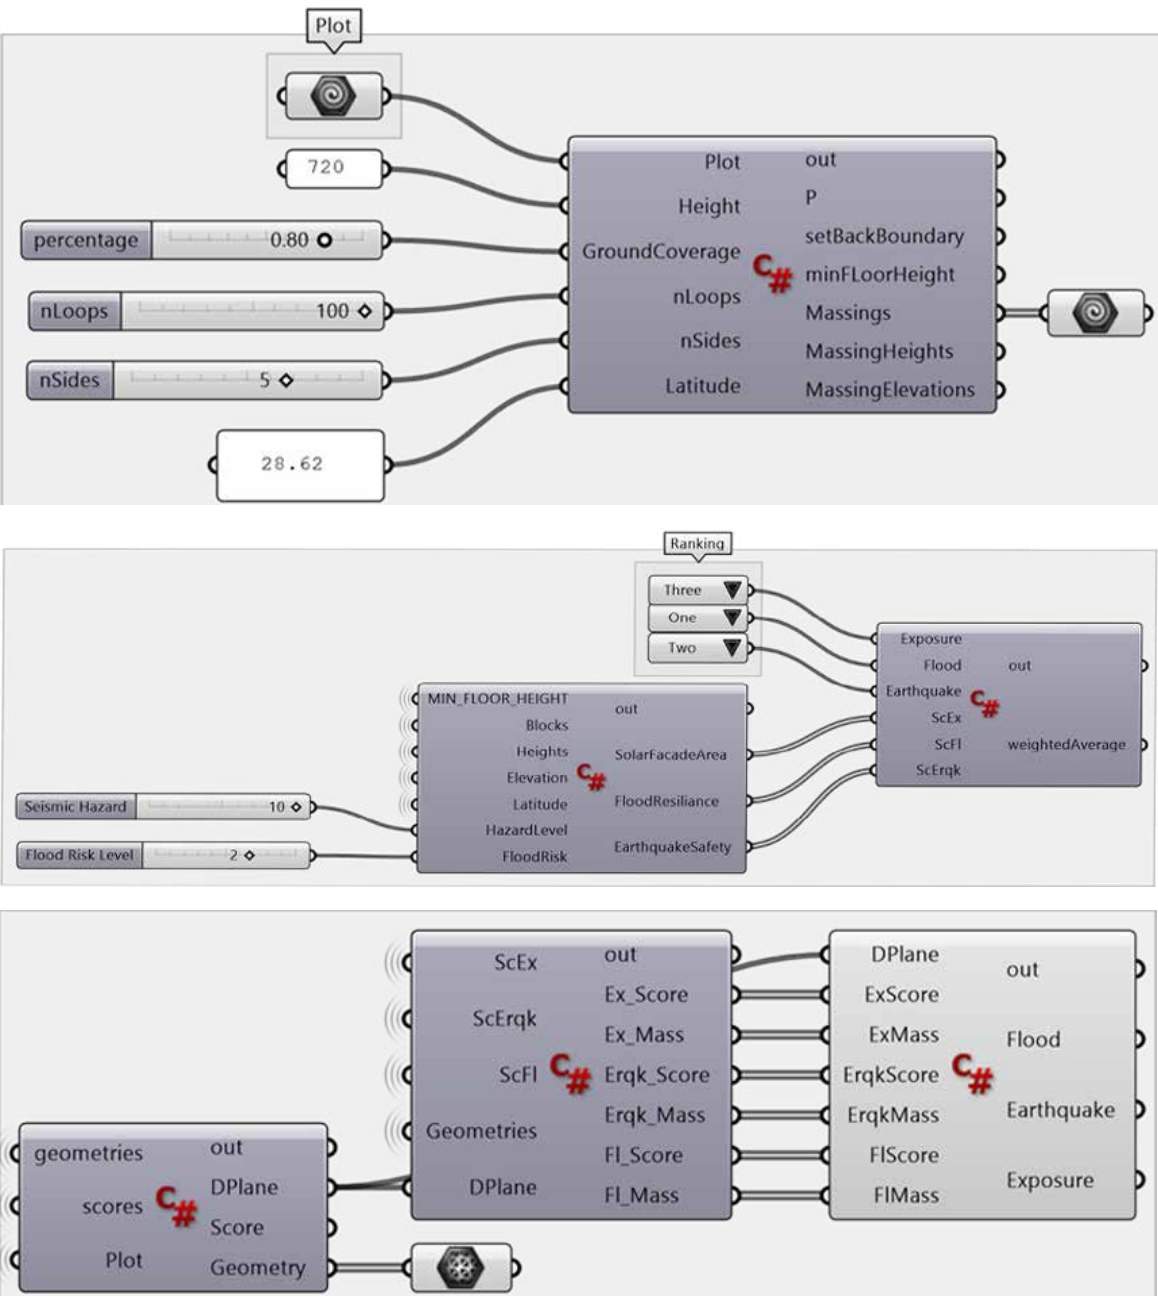 Plot
720
percentage
0.80
nLoops
100
nSides
5
28.62
Plot
Height
GroundCoverage
nLoops
nSides
Latitude
C#
out
P
setBackBoundary
minFLoorHeight
Massings
MassingHeights
MassingElevations
Ranking
Three
One
Two
Exposure
Flood
Earthquake
ScEx
ScFl
ScErqk
C#
out
weightedAverage
MIN_FLOOR_HEIGHT
Blocks
Heights
Elevation
Latitude
HazardLevel
FloodRisk
C#
out
SolarFacadeArea
FloodResiliance
EarthquakeSafety
Seismic Hazard
10
Flood Risk Level
2
ScEx
ScErqk
ScFl
Geometries
DPlane
C#
out
Ex_Score
Ex_Mass
Erqk_Score
Erqk_Mass
Fl_Score
Fl_Mass
DPlane
ExScore
ExMass
ErqkScore
ErqkMass
FlScore
FlMass
C#
out
Flood
Earthquake
Exposure
geometries
scores
Plot
C#
out
DPlane
Score
Geometry